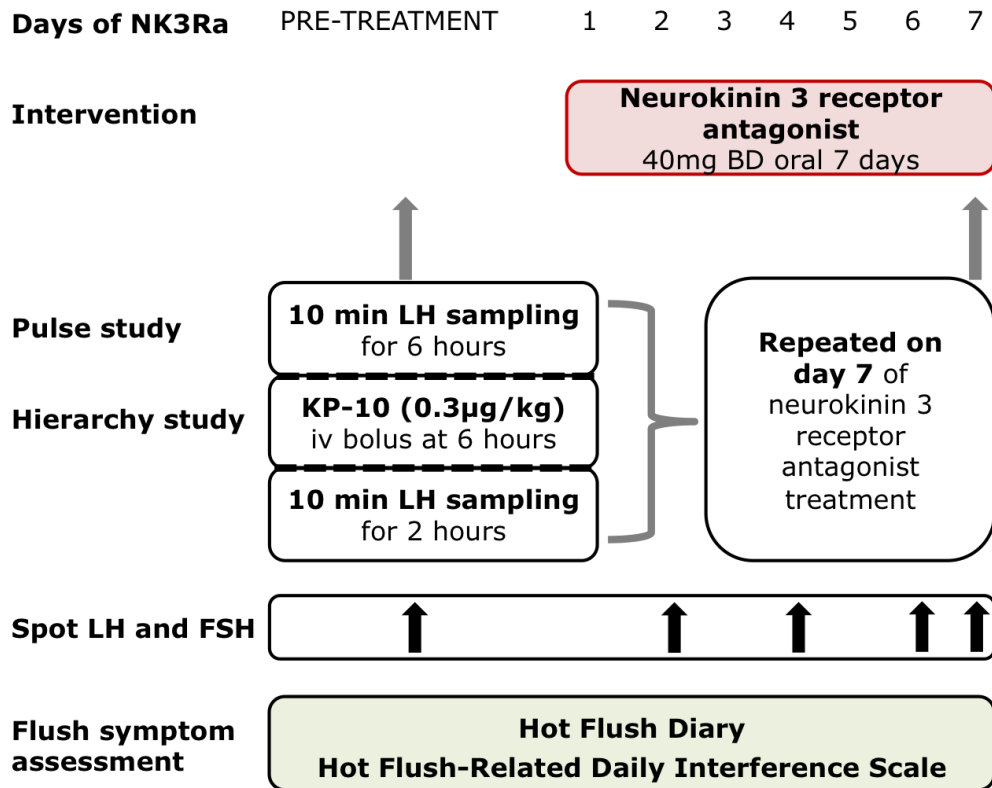 Days of NK3Ra PRE-TREATMENT 1 2 3 4 5 6 7
Intervention
Neurokinin 3 receptor
antagonist
40mg BD oral 7 days
Pulse study
10 min LH sampling
for 6 hours
Hierarchy study
KP-10 (0.3µg/kg)
iv bolus at 6 hours
10 min LH sampling
for 2 hours
Repeated on
day 7 of
neurokinin 3
receptor
antagonist
treatment
Spot LH and FSH
Flush symptom
assessment
Hot Flush Diary
Hot Flush-Related Daily Interference Scale